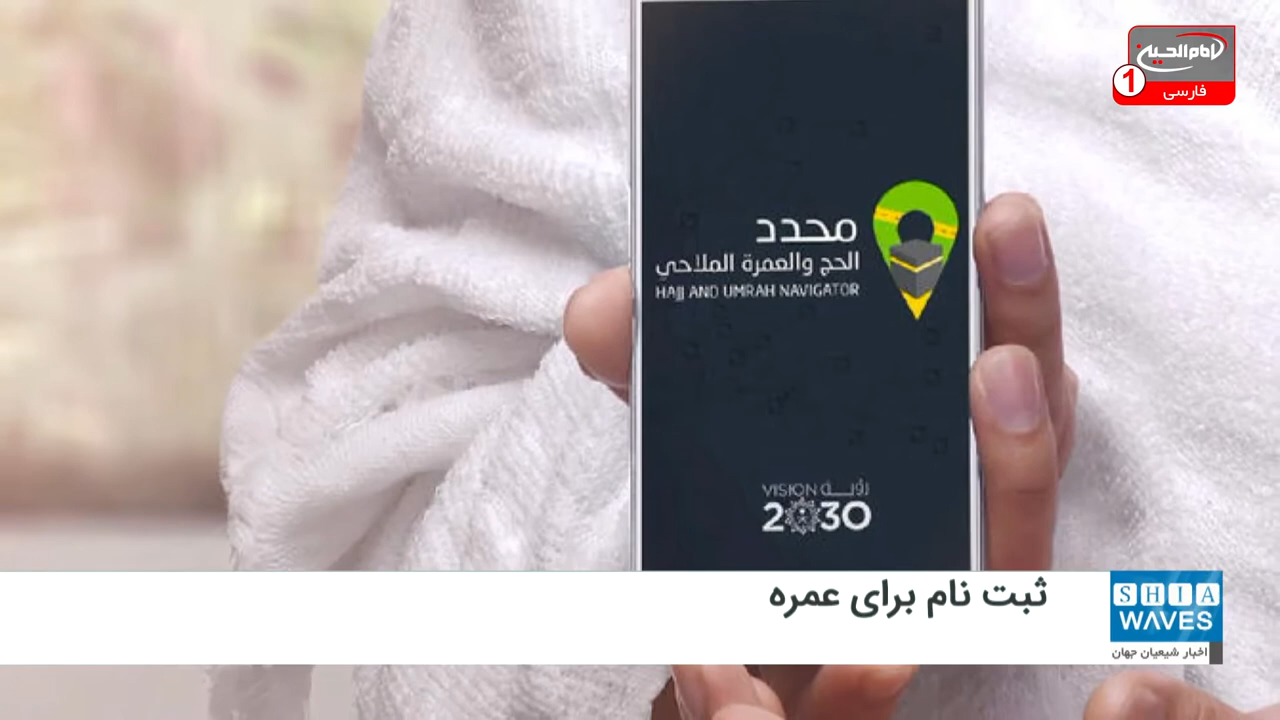 امام الحسین
1
فارسی
محدد
الحج والعمرة الملاحي
HAJJ AND UMRAH NAVIGATOR
VISION رؤيــــة
2030
ثبت نام برای عمره
SHIA
WAVES
اخبار شیعیان جهان